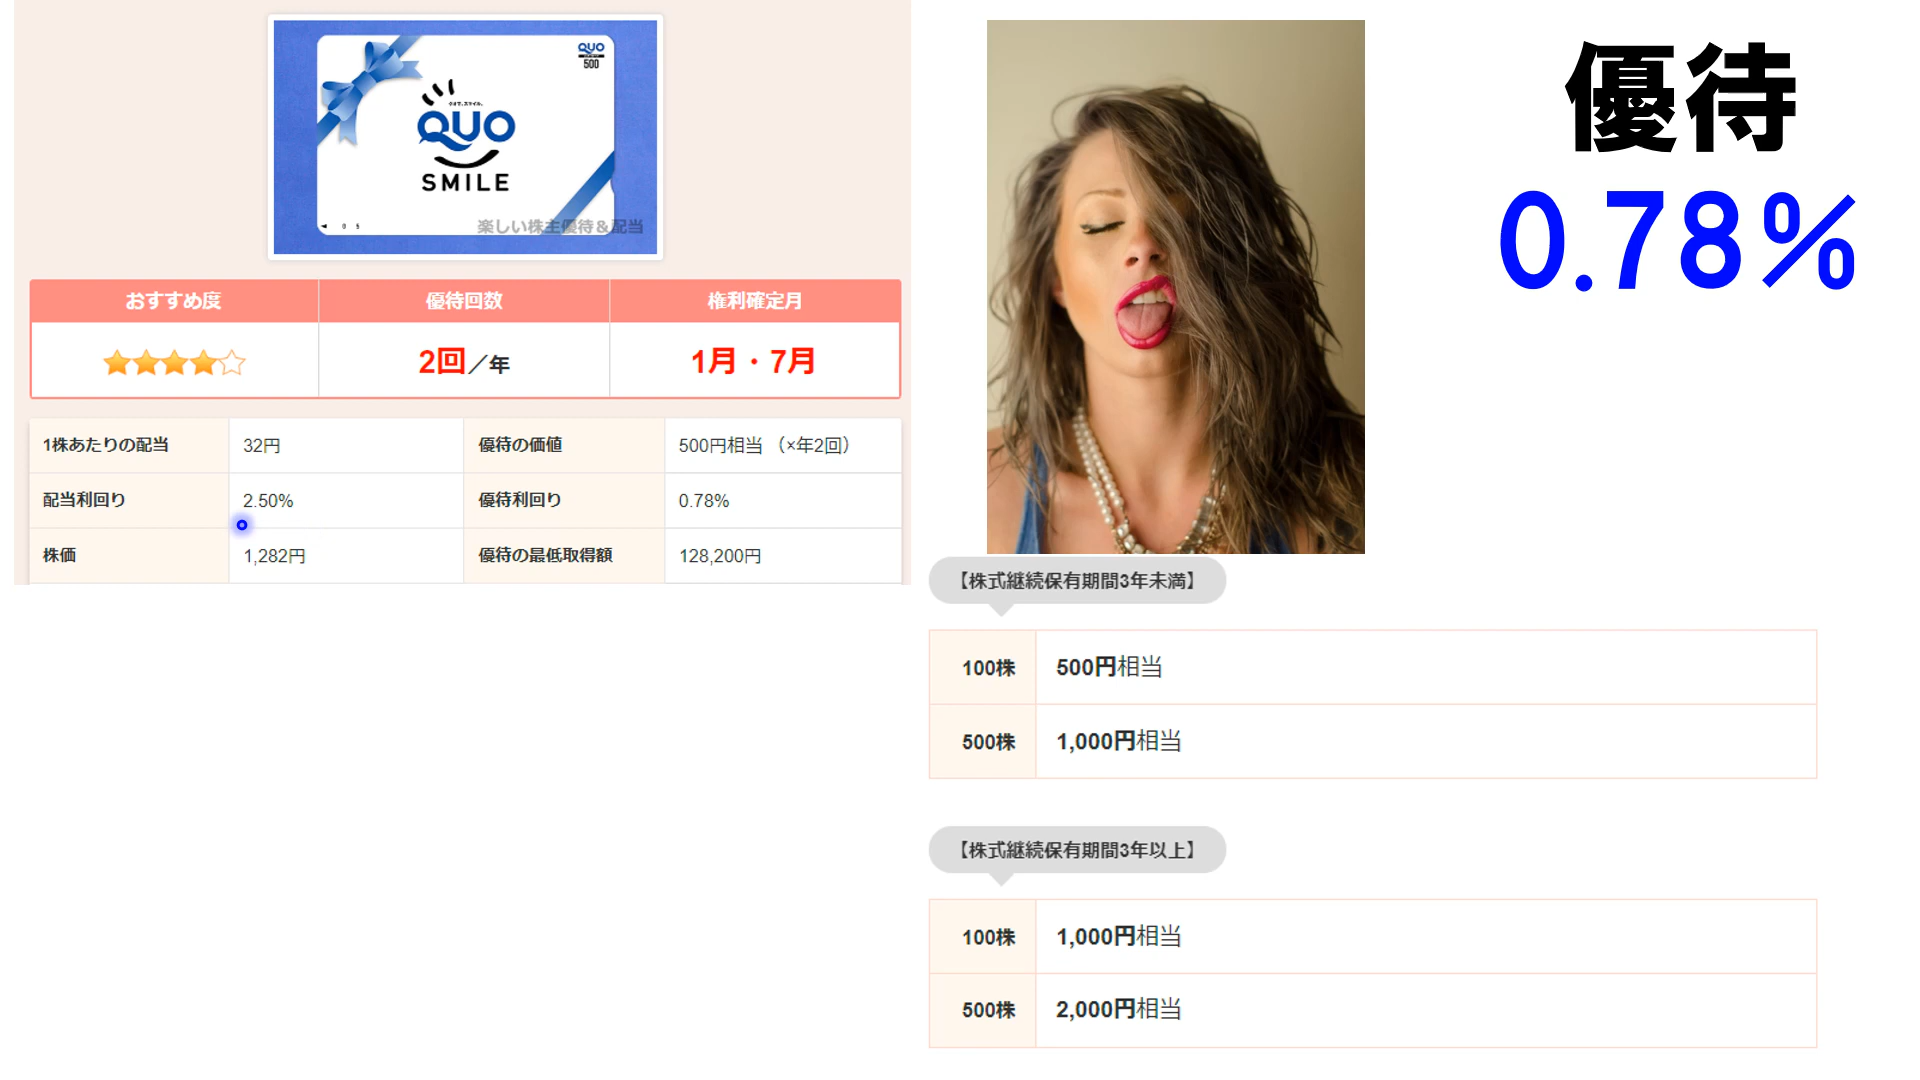 QUO
500
クオで、スマイル。
QUO
SMILE
楽しい株主優待＆配当
おすすめ度 優待回数 権利確定月
2回／年 1月・7月
1株あたりの配当 32円 優待の価値 500円相当 （×年2回）
配当利回り 2.50% 優待利回り 0.78%
株価 1,282円 優待の最低取得額 128,200円
優待
0.78%
【株式継続保有期間3年未満】
100株 500円相当
500株 1,000円相当
【株式継続保有期間3年以上】
100株 1,000円相当
500株 2,000円相当